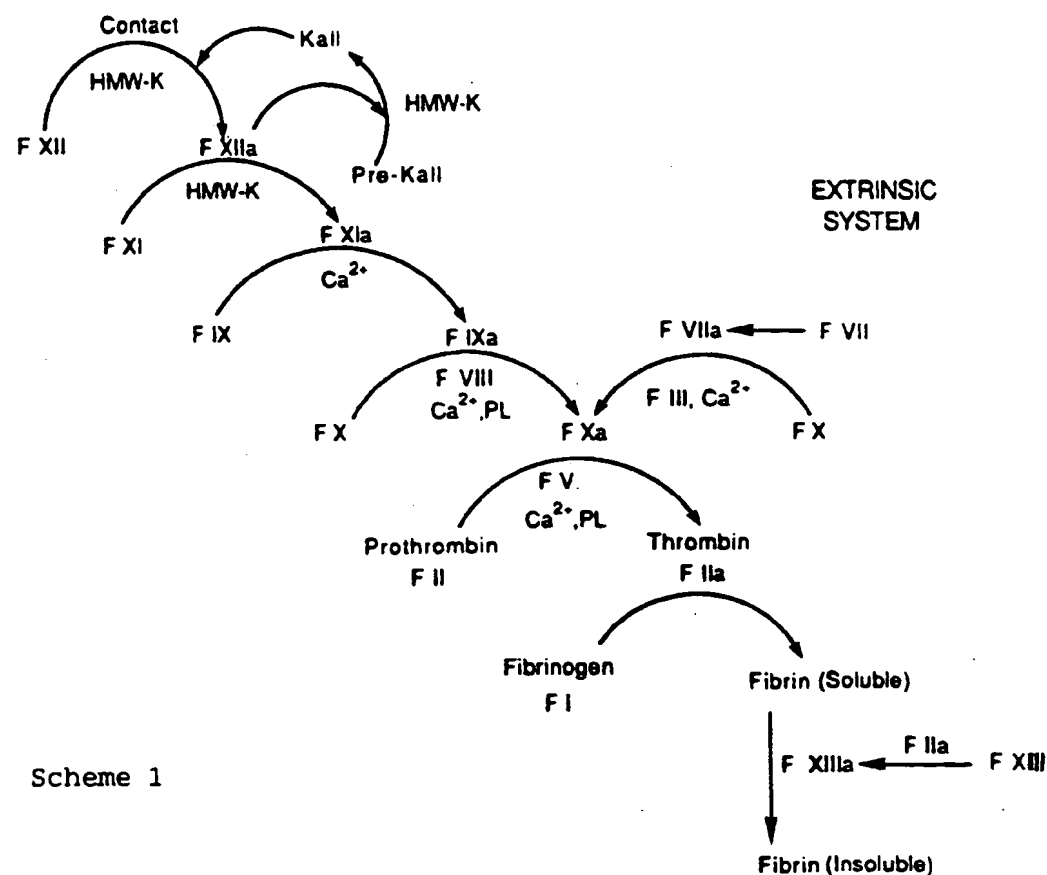 Contact
Kall
HMW-K
HMW-K
F XII
F XIIa
Pre-Kall
HMW-K
EXTRINSIC
SYSTEM
F XI
F XIa
Ca²⁺
F IX
F IXa
F VIIa
F VII
F VIII
Ca²⁺,PL
F III, Ca²⁺
F X
F Xa
F X
F V.
Ca²⁺,PL
Prothrombin
F II
Thrombin
F IIa
Fibrinogen
F I
Fibrin (Soluble)
F XIIIa
F IIa
F XIII
Scheme 1
Fibrin (Insoluble)